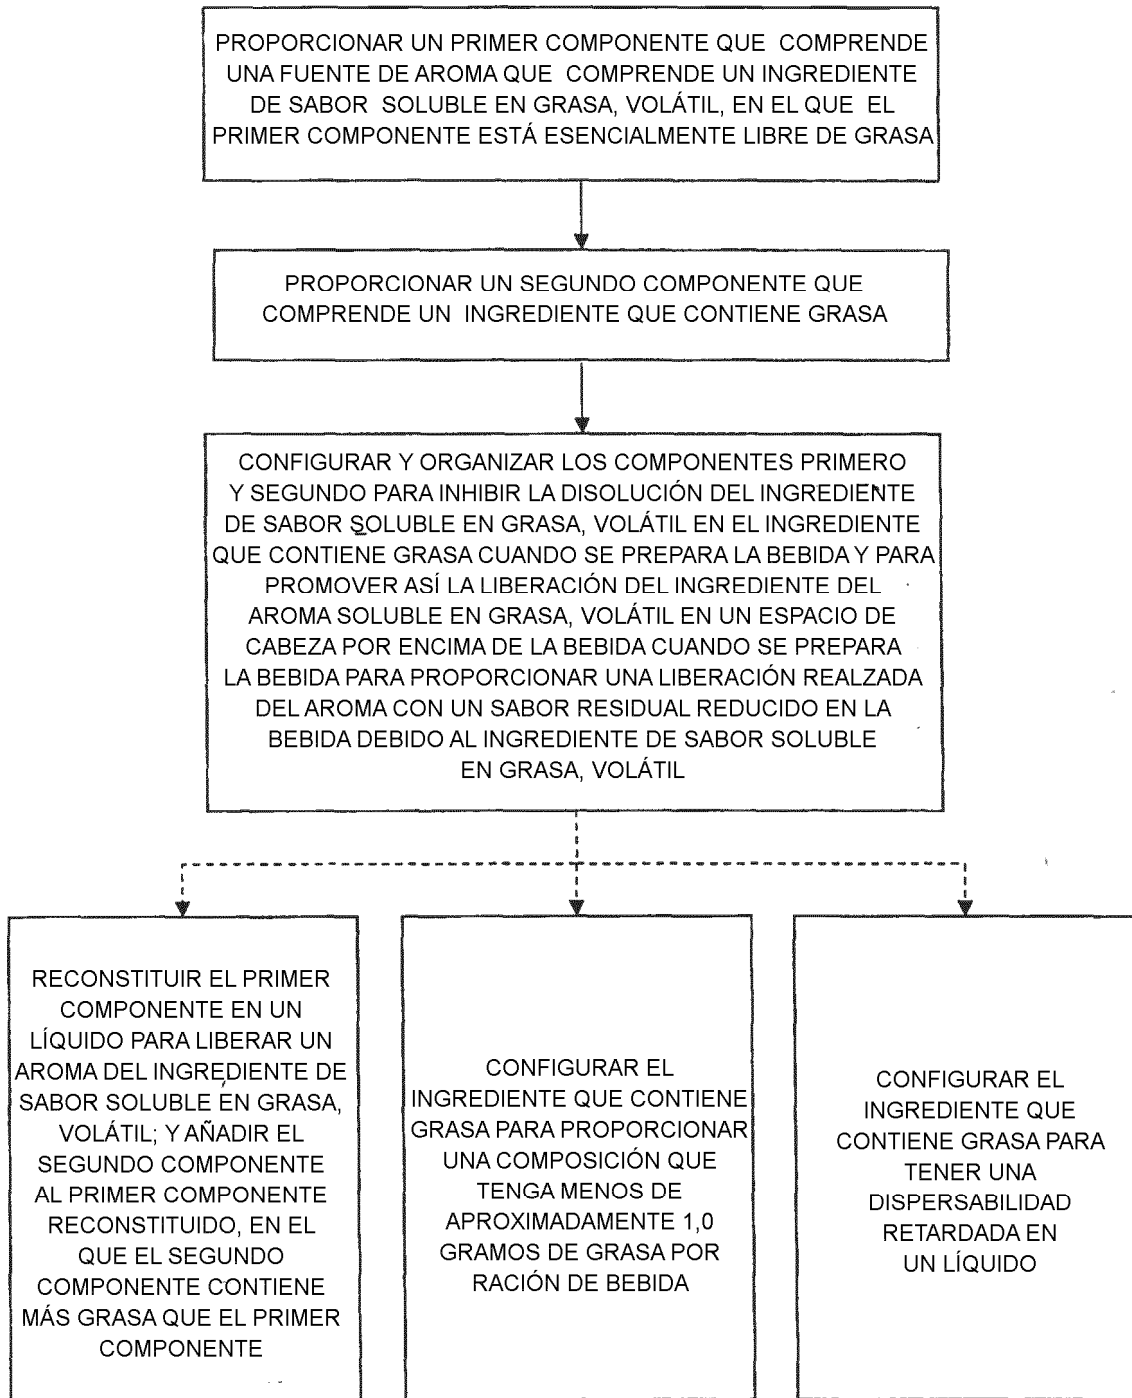 PROPORCIONAR UN PRIMER COMPONENTE QUE COMPRENDE
UNA FUENTE DE AROMA QUE COMPRENDE UN INGREDIENTE
DE SABOR SOLUBLE EN GRASA, VOLÁTIL, EN EL QUE EL
PRIMER COMPONENTE ESTÁ ESENCIALMENTE LIBRE DE GRASA
PROPORCIONAR UN SEGUNDO COMPONENTE QUE
COMPRENDE UN INGREDIENTE QUE CONTIENE GRASA
CONFIGURAR Y ORGANIZAR LOS COMPONENTES PRIMERO
Y SEGUNDO PARA INHIBIR LA DISOLUCIÓN DEL INGREDIENTE
DE SABOR SOLUBLE EN GRASA, VOLÁTIL EN EL INGREDIENTE
QUE CONTIENE GRASA CUANDO SE PREPARA LA BEBIDA Y PARA
PROMOVER ASÍ LA LIBERACIÓN DEL INGREDIENTE DEL
AROMA SOLUBLE EN GRASA, VOLÁTIL EN UN ESPACIO DE
CABEZA POR ENCIMA DE LA BEBIDA CUANDO SE PREPARA
LA BEBIDA PARA PROPORCIONAR UNA LIBERACIÓN REALZADA
DEL AROMA CON UN SABOR RESIDUAL REDUCIDO EN LA
BEBIDA DEBIDO AL INGREDIENTE DE SABOR SOLUBLE
EN GRASA, VOLÁTIL
RECONSTITUIR EL PRIMER
COMPONENTE EN UN
LÍQUIDO PARA LIBERAR UN
AROMA DEL INGREDIENTE DE
SABOR SOLUBLE EN GRASA,
VOLÁTIL; Y AÑADIR EL
SEGUNDO COMPONENTE
AL PRIMER COMPONENTE
RECONSTITUIDO, EN EL
QUE EL SEGUNDO
COMPONENTE CONTIENE
MÁS GRASA QUE EL PRIMER
COMPONENTE
CONFIGURAR EL
INGREDIENTE QUE CONTIENE
GRASA PARA PROPORCIONAR
UNA COMPOSICIÓN QUE
TENGA MENOS DE
APROXIMADAMENTE 1,0
GRAMOS DE GRASA POR
RACIÓN DE BEBIDA
CONFIGURAR EL
INGREDIENTE QUE
CONTIENE GRASA PARA
TENER UNA
DISPERSABILIDAD
RETARDADA EN
UN LÍQUIDO